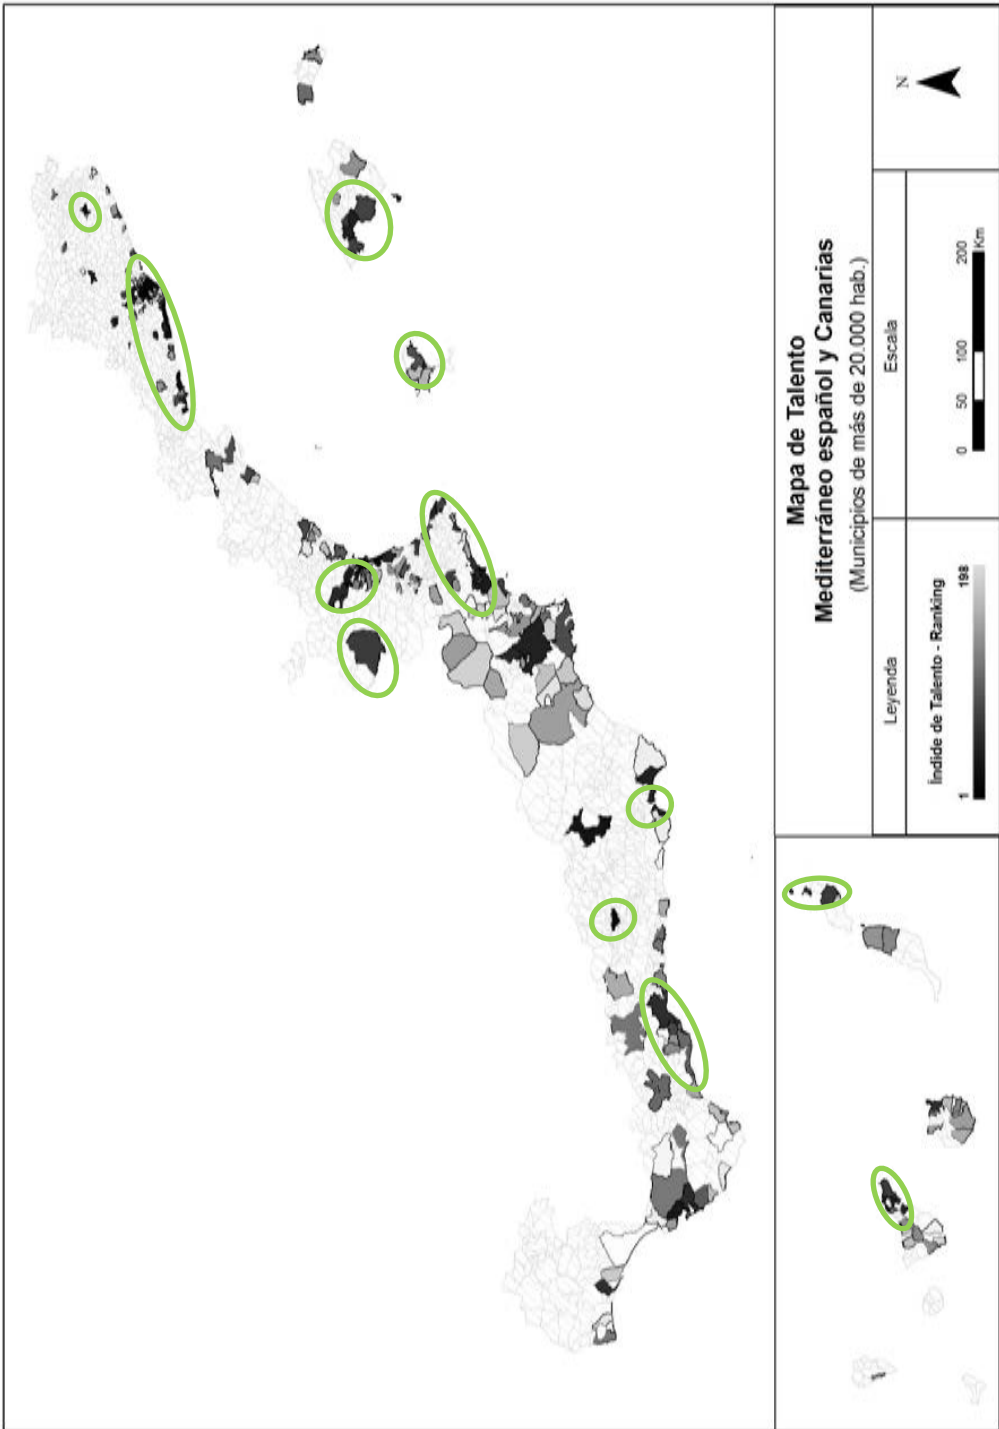 Mapa de Talento
Mediterráneo español y Canarias
(Municipios de más de 20.000 hab.)
Leyenda
Índide de Talento - Ranking
1
198
Escala
0
50
100
200
Km
N